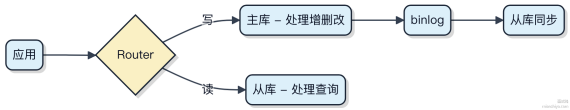 应用
Router
写
主库 – 处理增删改
binlog
从库同步
读
从库 – 处理查询